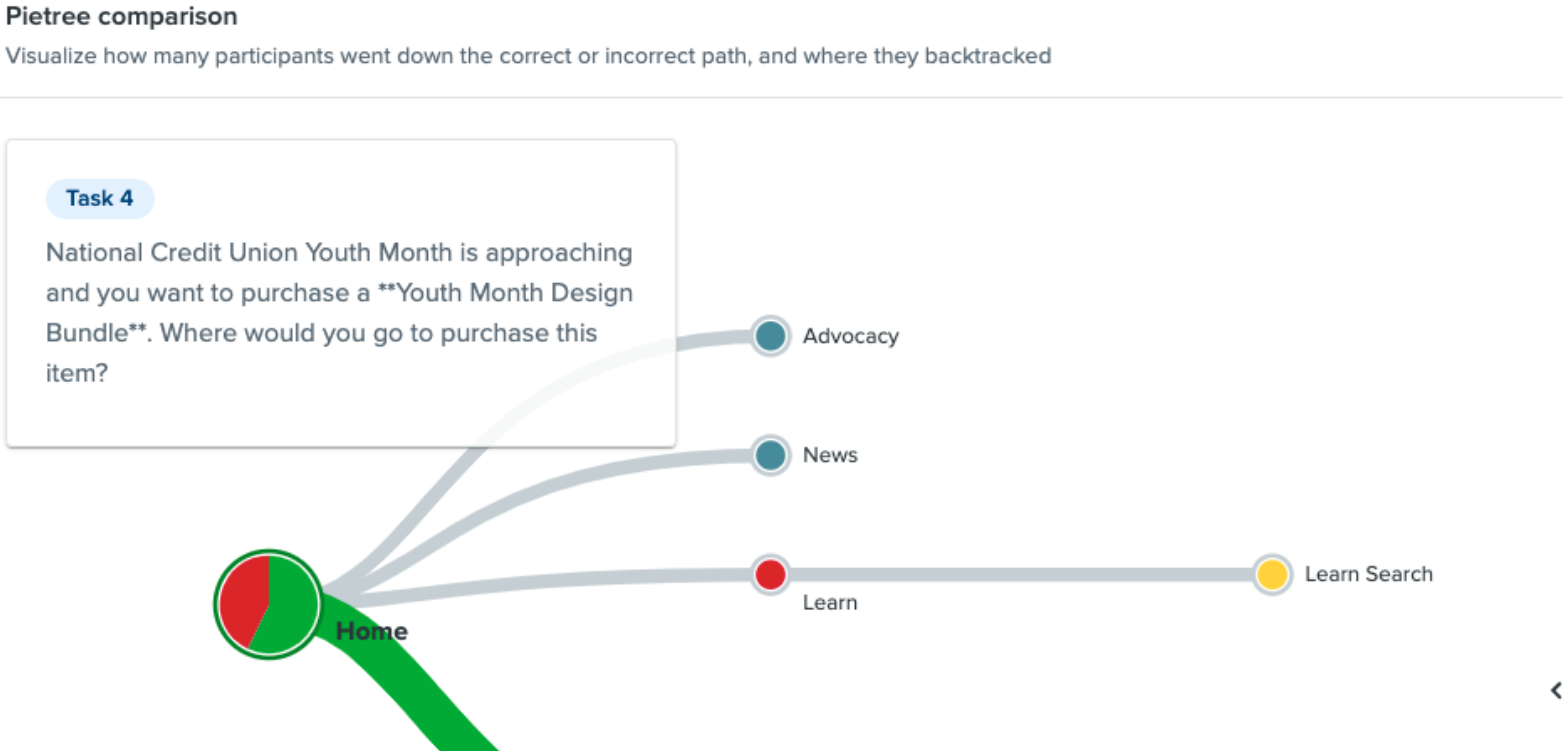 Pietree comparison
Visualize how many participants went down the correct or incorrect path, and where they backtracked
Task 4
National Credit Union Youth Month is approaching
and you want to purchase a **Youth Month Design
Bundle**. Where would you go to purchase this
item?
Advocacy
News
Learn Search
Learn
Home